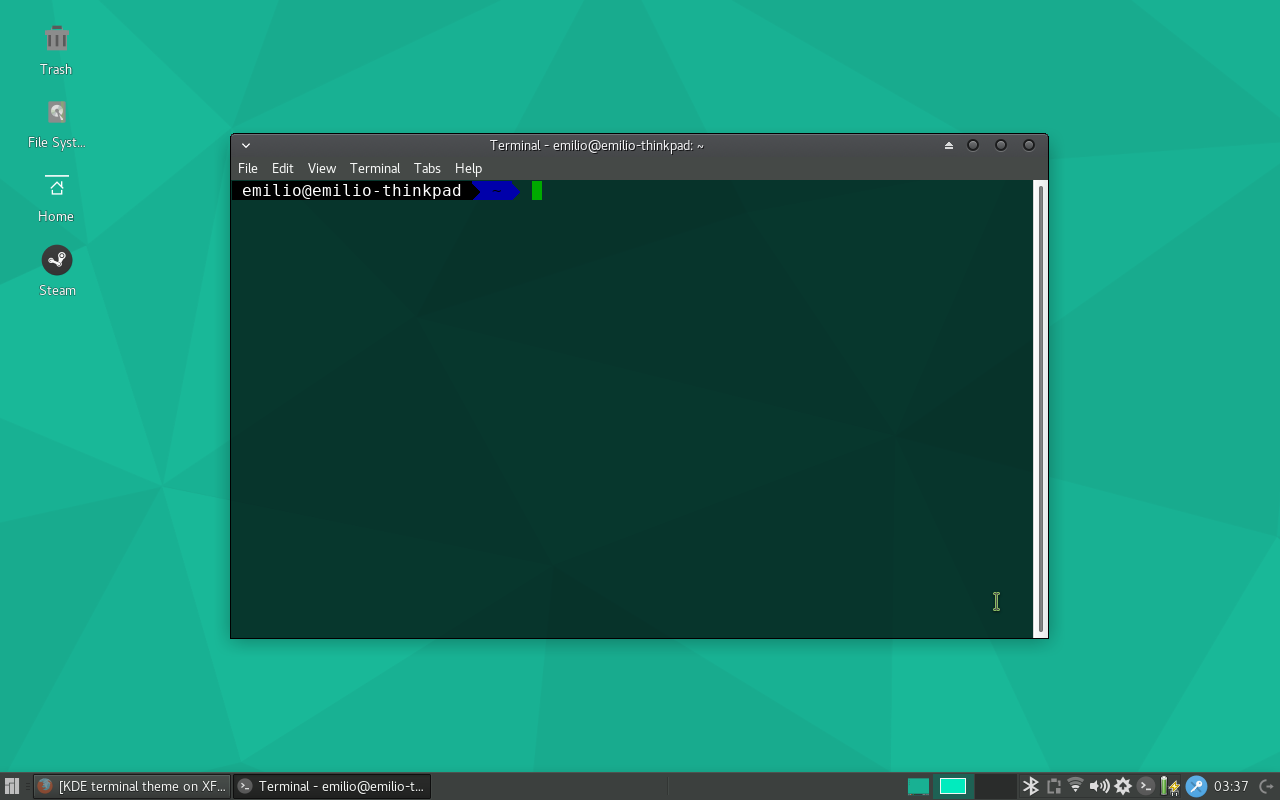 Trash
File Syst...
Home
Steam
Terminal - emilio@emilio-thinkpad: ~
File Edit View Terminal Tabs Help
emilio@emilio-thinkpad ~
[KDE terminal theme on XF...
Terminal - emilio@emilio-t...
03:37